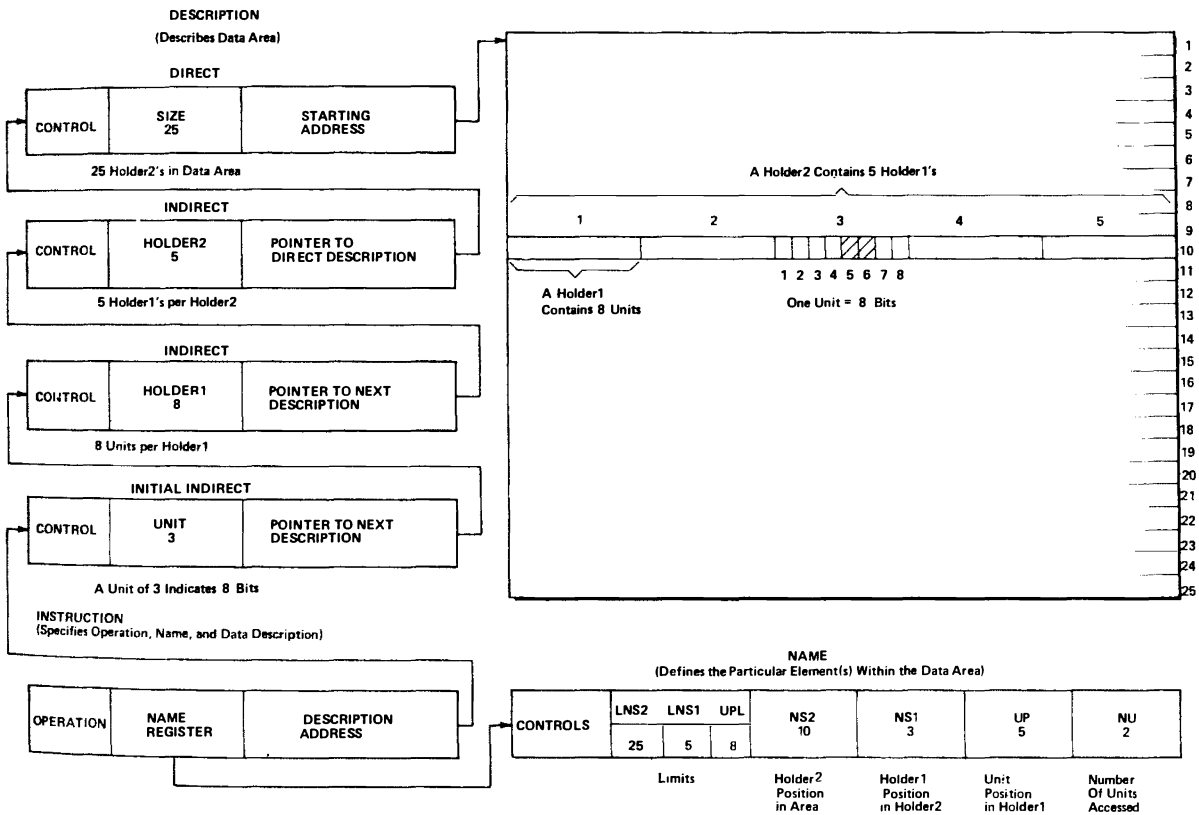 DESCRIPTION
(Describes Data Area)
DIRECT
CONTROL
SIZE
25
STARTING
ADDRESS
25 Holder2's in Data Area
INDIRECT
CONTROL
HOLDER2
5
POINTER TO
DIRECT DESCRIPTION
5 Holder1's per Holder2
INDIRECT
CONTROL
HOLDER1
8
POINTER TO NEXT
DESCRIPTION
8 Units per Holder1
INITIAL INDIRECT
CONTROL
UNIT
3
POINTER TO NEXT
DESCRIPTION
A Unit of 3 Indicates 8 Bits
INSTRUCTION
(Specifies Operation, Name, and Data Description)
OPERATION
NAME
REGISTER
DESCRIPTION
ADDRESS
A Holder2 Contains 5 Holder1's
1 2 3 4 5
1 2 3 4 5 6 7 8
A Holder1
Contains 8 Units
One Unit = 8 Bits
1
2
3
4
5
6
7
8
9
10
11
12
13
14
15
16
17
18
19
20
21
22
23
24
25
NAME
(Defines the Particular Element(s) Within the Data Area)
CONTROLS
LNS2 LNS1 UPL
25 5 8
NS2
10
NS1
3
UP
5
NU
2
Limits
Holder2
Position
in Area
Holder1
Position
in Holder2
Unit
Position
in Holder1
Number
Of Units
Accessed